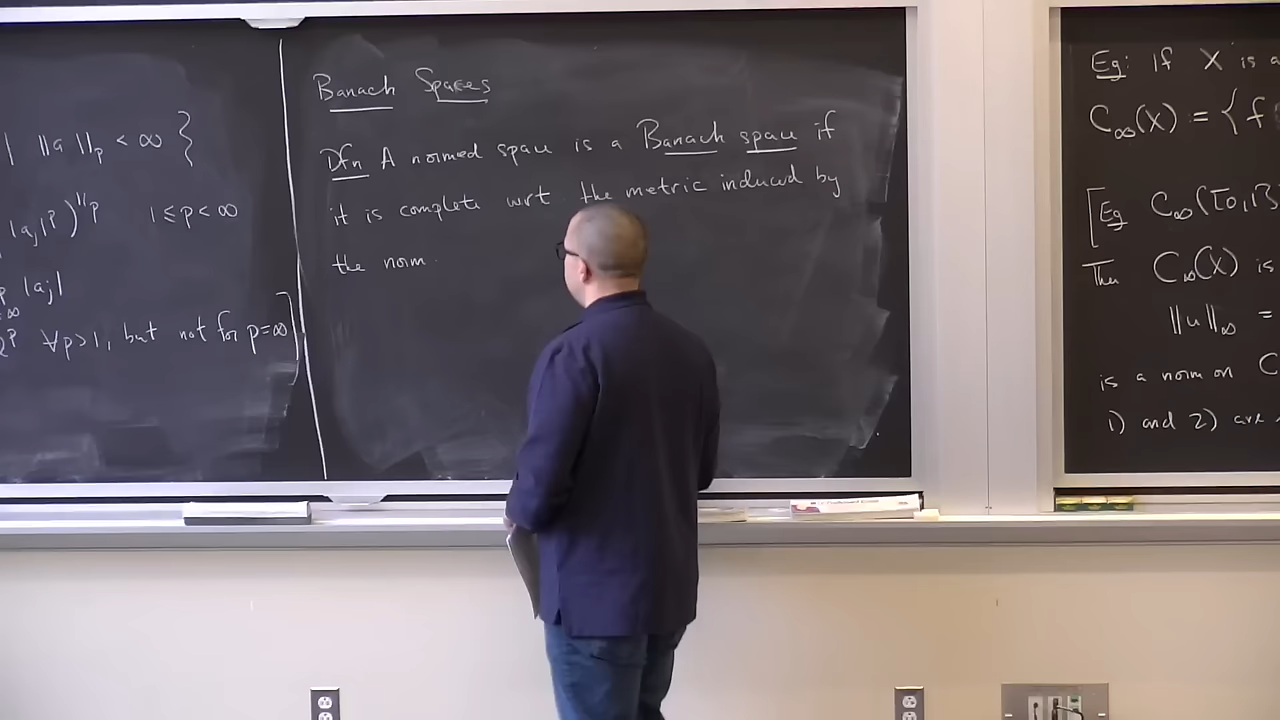 | ‖a‖_p < ∞ }
|a_j|^p )^{1/p} 1 ≤ p < ∞
|a_j|
∀p>1, but not for p=∞ ]
Banach Spaces
Dfn A normed space is a Banach space if
it is complete wrt the metric induced by
the norm.
Eg: If X is a
C_∞(X) = { f
[Eg C_∞([0,1])
Then C_∞(X) is
‖u‖_∞ =
is a norm on C
1) and 2) are